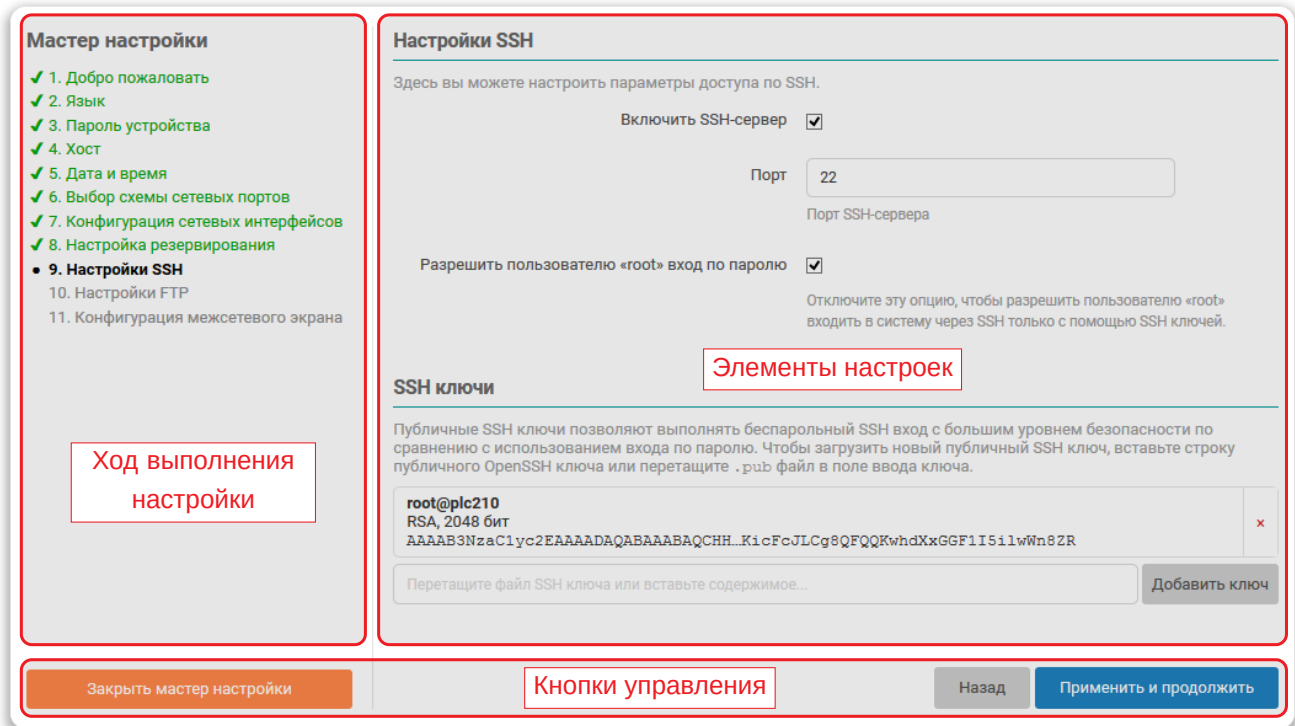 Мастер настройки
✔ 1. Добро пожаловать
✔ 2. Язык
✔ 3. Пароль устройства
✔ 4. Хост
✔ 5. Дата и время
✔ 6. Выбор схемы сетевых портов
✔ 7. Конфигурация сетевых интерфейсов
✔ 8. Настройка резервирования
● 9. Настройки SSH
10. Настройки FTP
11. Конфигурация межсетевого экрана
Ход выполнения
настройки
Настройки SSH
Здесь вы можете настроить параметры доступа по SSH.
Включить SSH-сервер
Порт 22
Порт SSH-сервера
Разрешить пользователю «root» вход по паролю
Отключите эту опцию, чтобы разрешить пользователю «root»
входить в систему через SSH только с помощью SSH ключей.
Элементы настроек
SSH ключи
Публичные SSH ключи позволяют выполнять беспарольный SSH вход с большим уровнем безопасности по
сравнению с использованием входа по паролю. Чтобы загрузить новый публичный SSH ключ, вставьте строку
публичного OpenSSH ключа или перетащите .pub файл в поле ввода ключа.
root@plc210
RSA, 2048 бит
AAAAB3NzaC1yc2EAAAADAQABAAABAQCHH…KicFcJLCg8QFQQKwhdXxGGF1I5ilwWn8ZR
×
Перетащите файл SSH ключа или вставьте содержимое...
Добавить ключ
Закрыть мастер настройки
Кнопки управления
Назад
Применить и продолжить